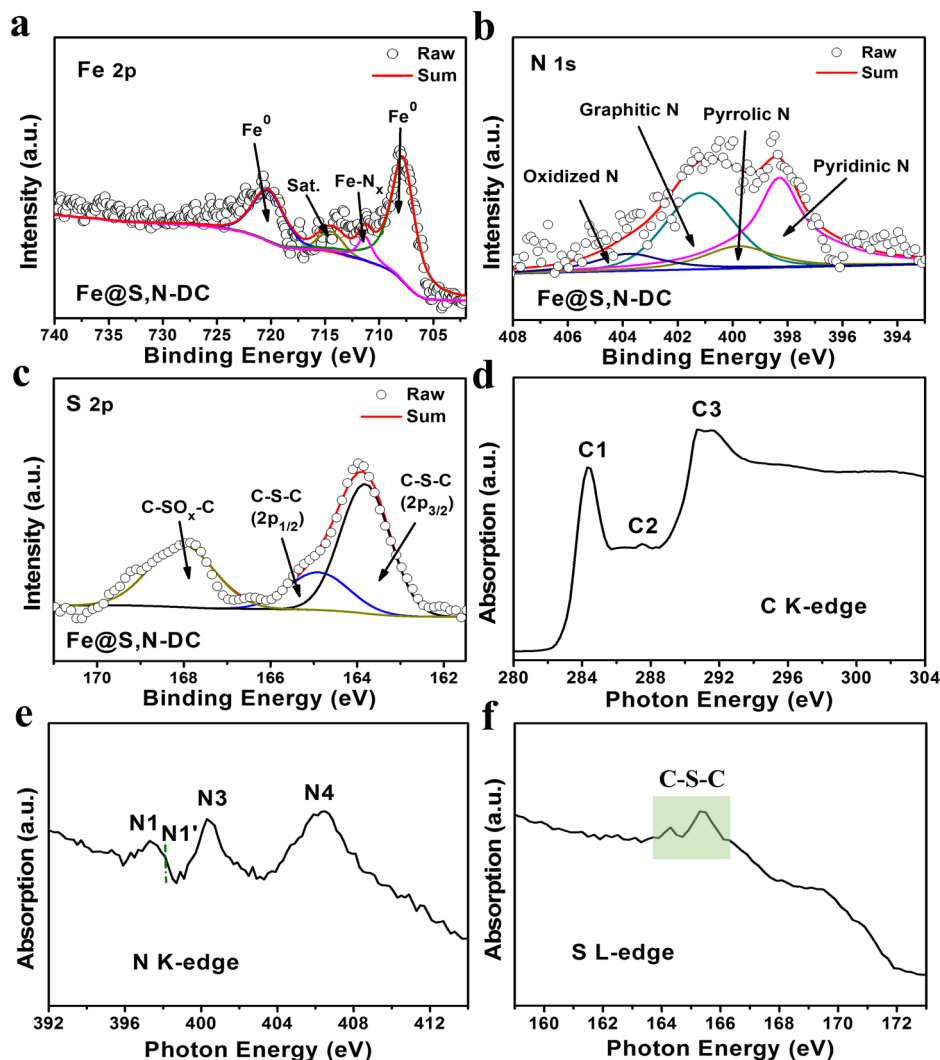 a
Fe 2p
Raw
Sum
Fe⁰
Fe⁰
Sat.
Fe-Nₓ
Fe@S,N-DC
Intensity (a.u.)
740 735 730 725 720 715 710 705
Binding Energy (eV)
b
N 1s
Raw
Sum
Graphitic N
Pyrrolic N
Oxidized N
Pyridinic N
Fe@S,N-DC
Intensity (a.u.)
408 406 404 402 400 398 396 394
Binding Energy (eV)
c
S 2p
Raw
Sum
C-SOₓ-C
C-S-C
(2p₁/₂)
C-S-C
(2p₃/₂)
Fe@S,N-DC
Intensity (a.u.)
170 168 166 164 162
Binding Energy (eV)
d
C1
C2
C3
C K-edge
Absorption (a.u.)
280 284 288 292 296 300 304
Photon Energy (eV)
e
N1
N1'
N3
N4
N K-edge
Absorption (a.u.)
392 396 400 404 408 412
Photon Energy (eV)
f
C-S-C
S L-edge
Absorption (a.u.)
160 162 164 166 168 170 172
Photon Energy (eV)